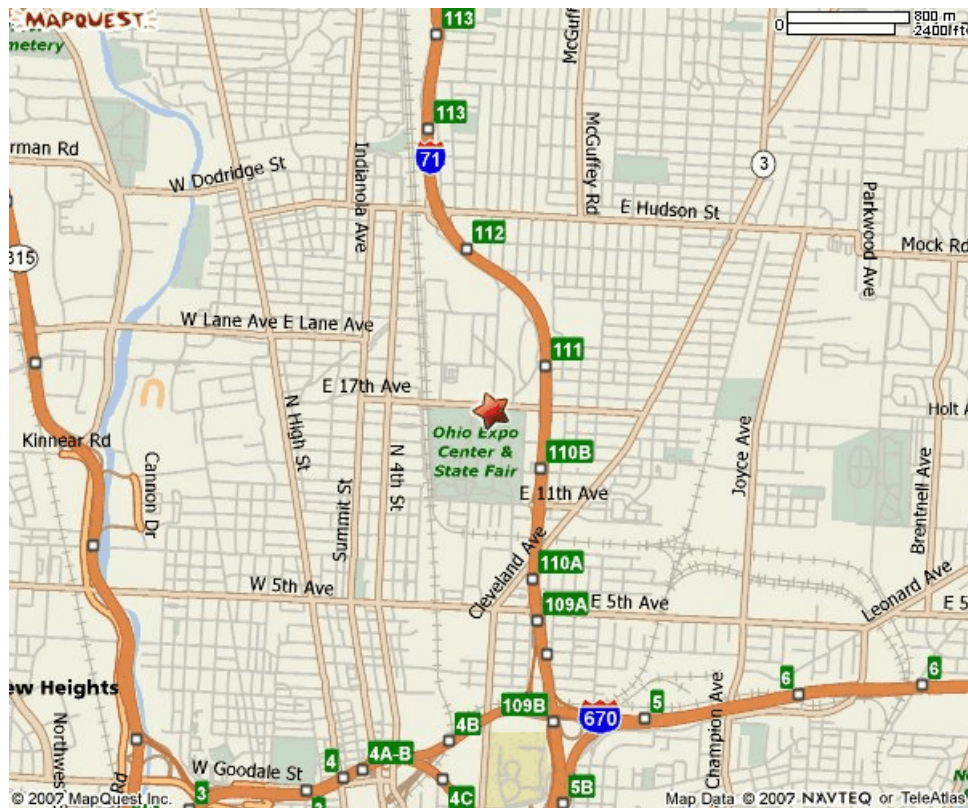 MAPQUEST
113
McGuffey
0
800 m
2400ft
metery
113
71
rman Rd
W Dodridge St
Indianola Ave
McGuffey Rd
3
E Hudson St
Parkwood Ave
112
Mock Rd
315
W Lane Ave E Lane Ave
111
E 17th Ave
Ohio Expo
Center &
State Fair
Holt A
Kinnear Rd
N High St
N 4th St
110B
Joyce Ave
Cannon Dr
Summit St
E 11th Ave
Brentnell Ave
Cleveland Ave
110A
W 5th Ave
109A
E 5th Ave
Leonard Ave
E 5
ew Heights
109B
670
5
6
6
Champion Ave
Northwes
4B
4A-B
W Goodale St
4
Rd
3
4C
5B
© 2007 MapQuest Inc.
Map Data © 2007 NAVTEQ or TeleAtlas